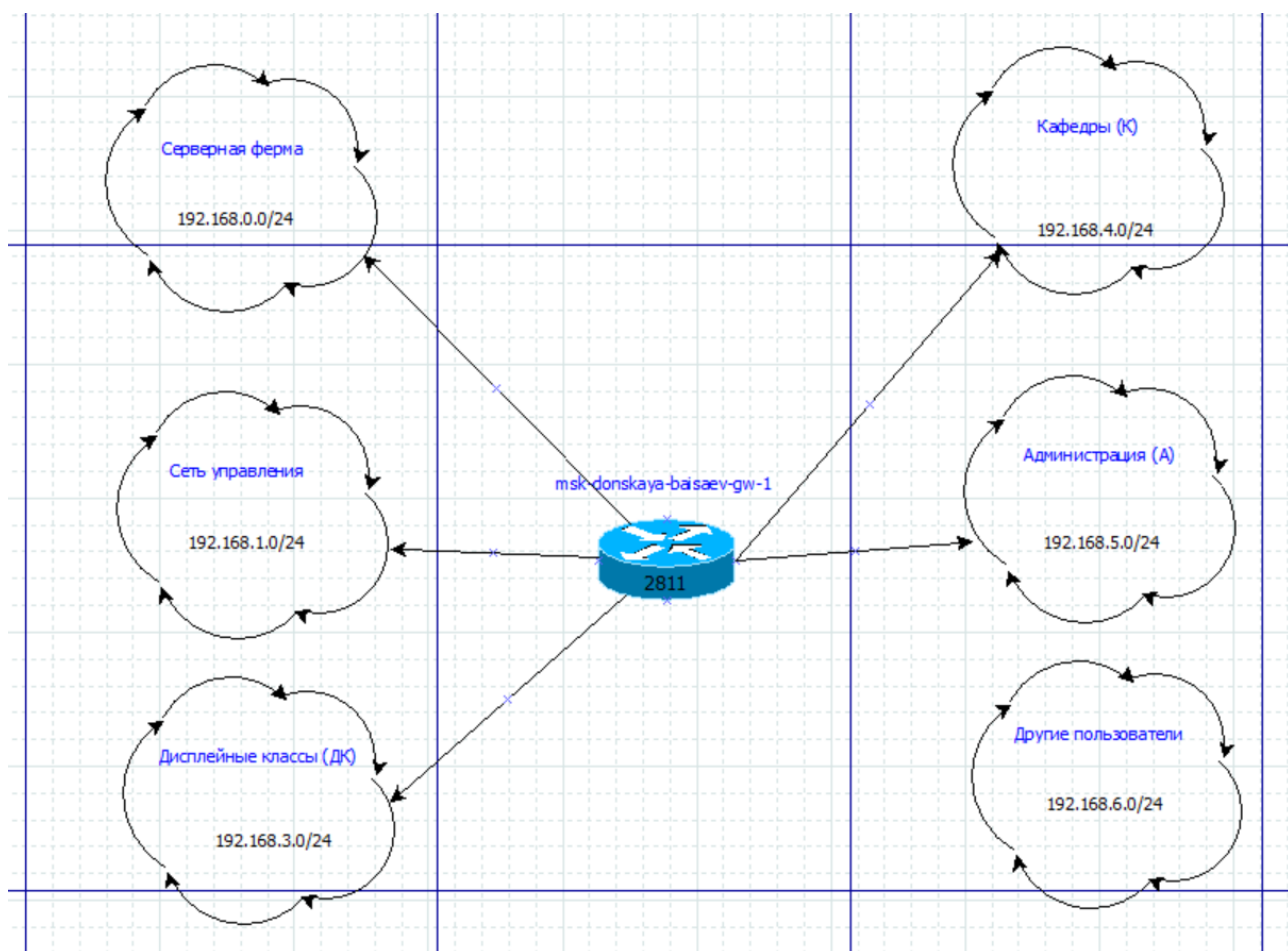 Серверная ферма
192.168.0.0/24
Кафедры (К)
192.168.4.0/24
Сеть управления
192.168.1.0/24
msk-donskaya-baisaev-gw-1
2811
Администрация (А)
192.168.5.0/24
Дисплейные классы (ДК)
192.168.3.0/24
Другие пользователи
192.168.6.0/24